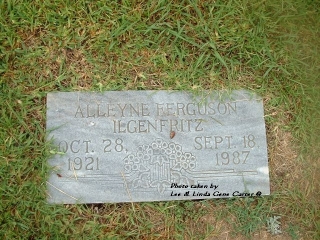 ALLEYNE FERGUSON
ILGENFRITZ
OCT. 28, SEPT. 18
1921 1987
Photo taken by
Lee & Linda Gene Carter ©